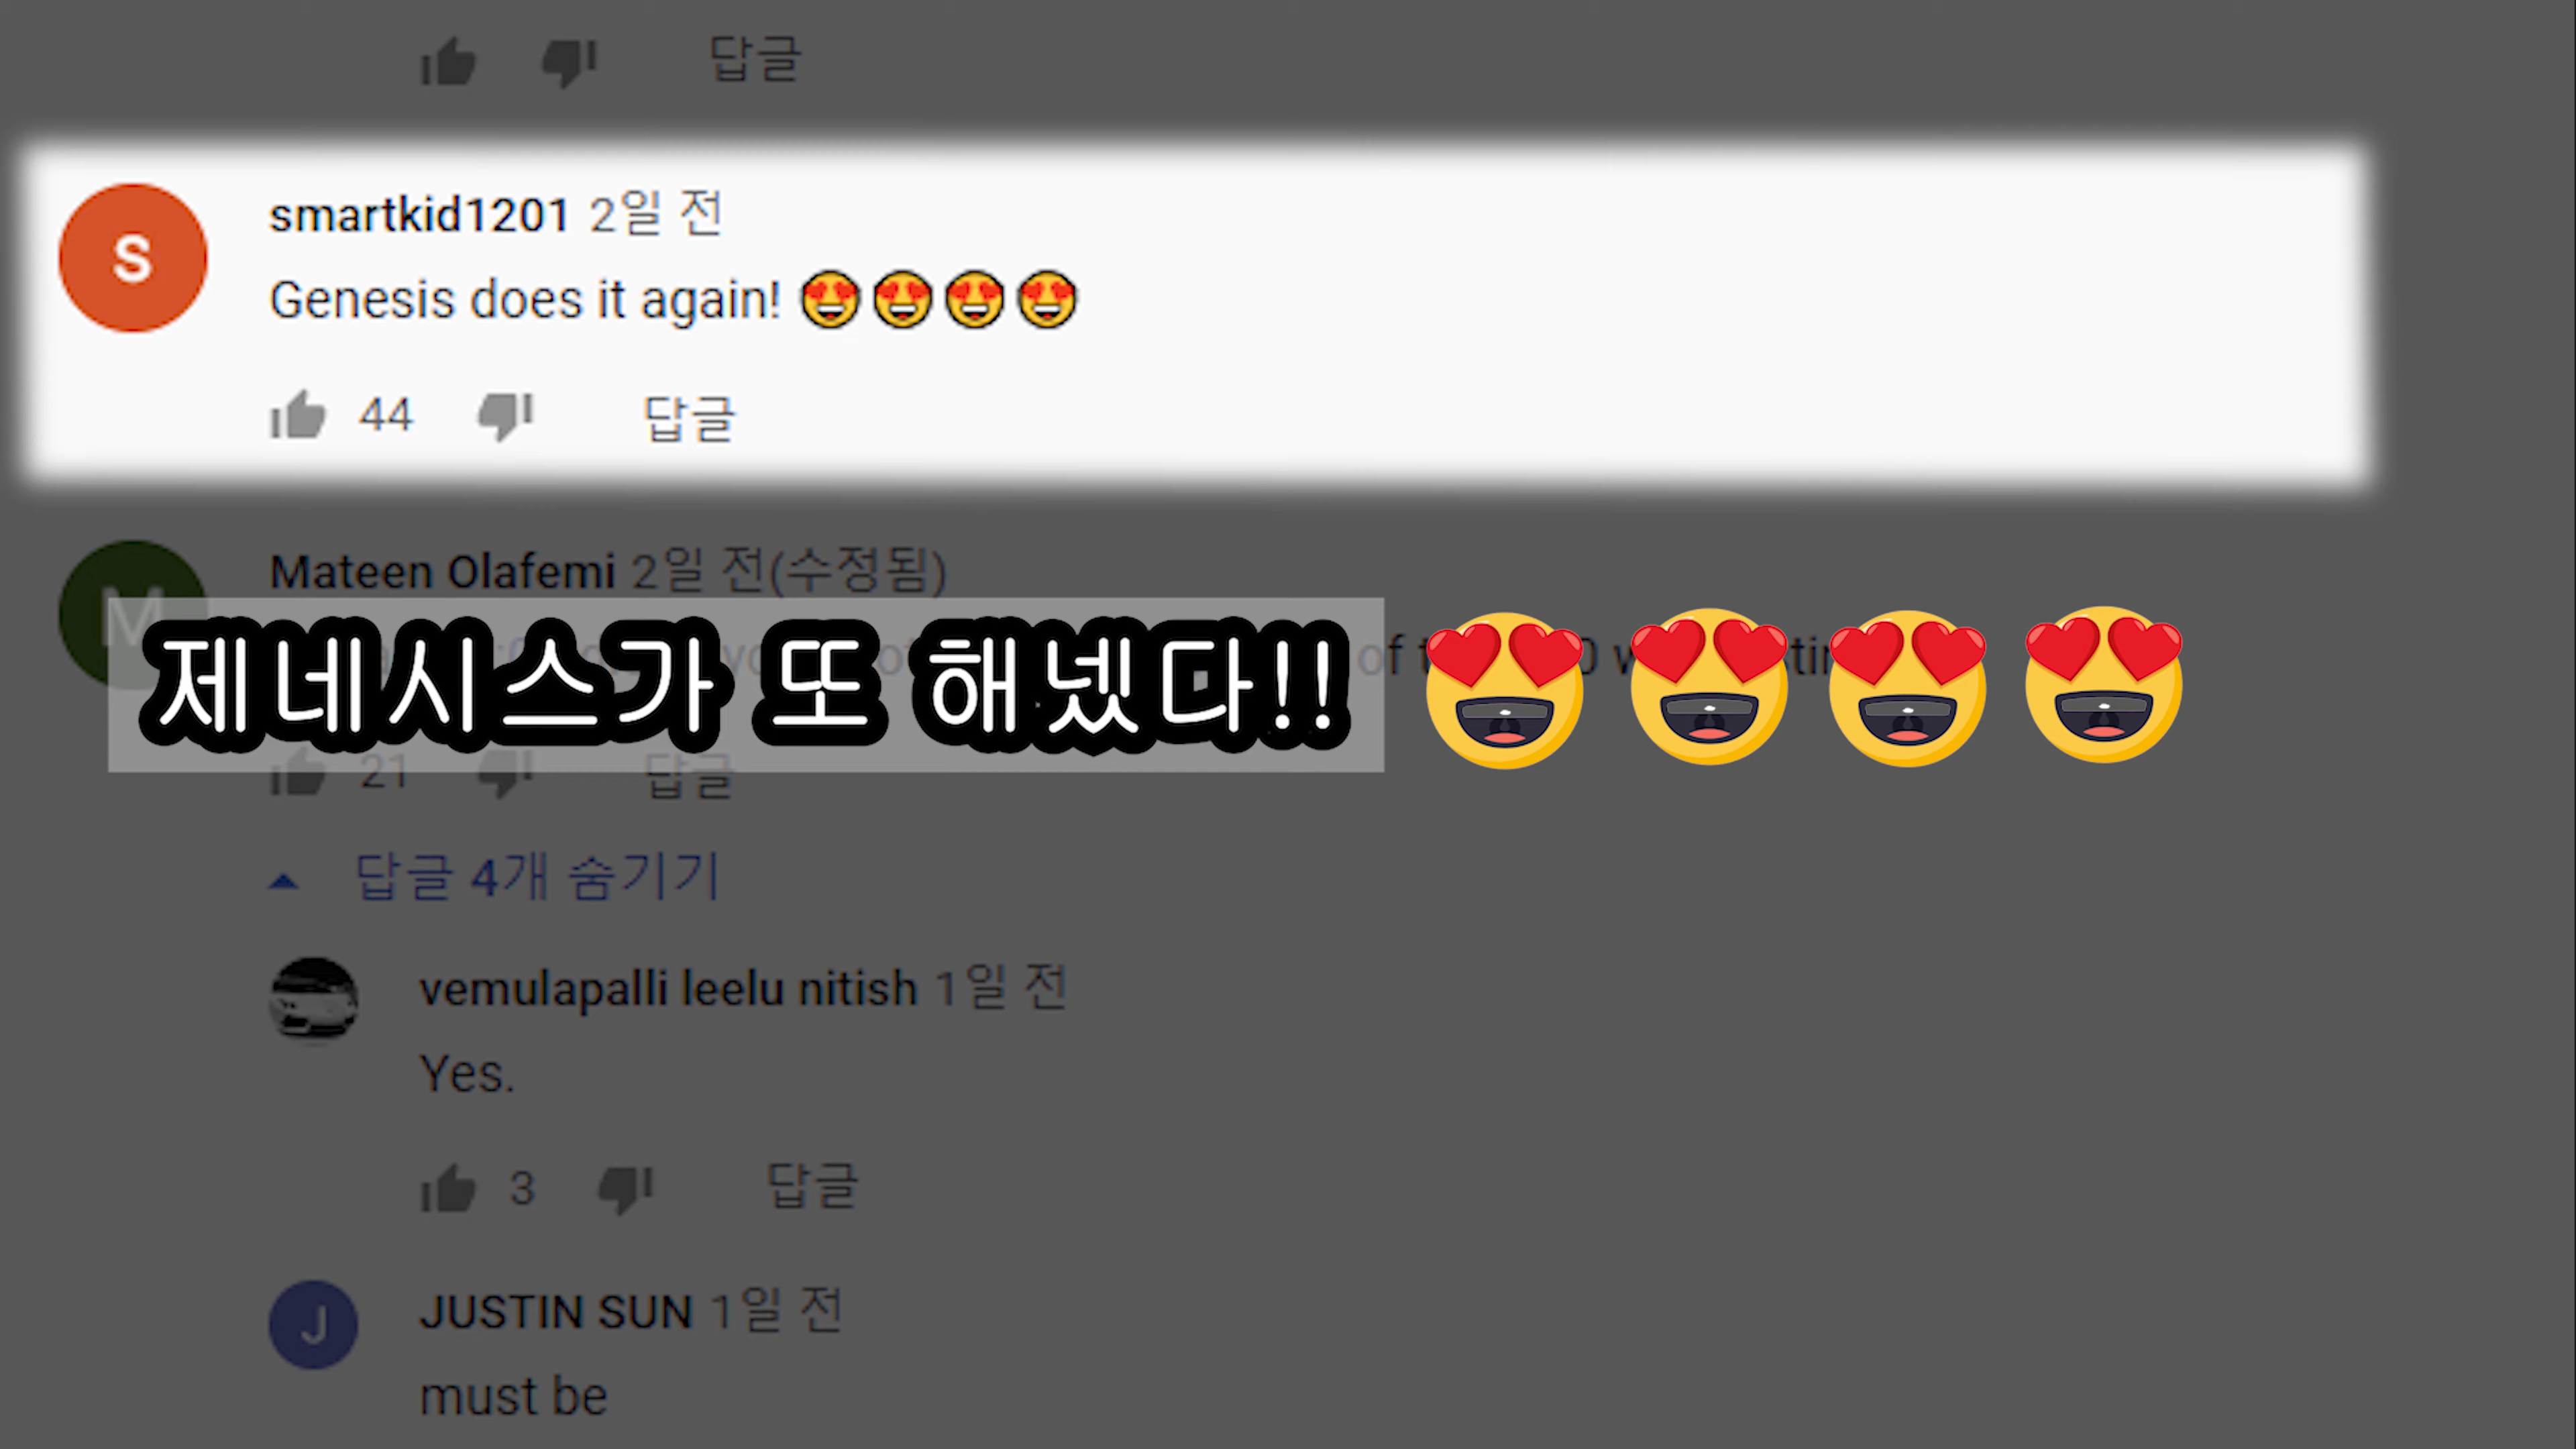 답글
S
smartkid1201 2일 전
Genesis does it again! 😍😍😍😍
44 답글
M
Mateen Olafemi 2일 전(수정됨)
제네시스가 또 해넸다!! 😍😍😍😍
of
21 답글
답글 4개 숨기기
vemulapalli leelu nitish 1일 전
Yes.
3 답글
J
JUSTIN SUN 1일 전
must be